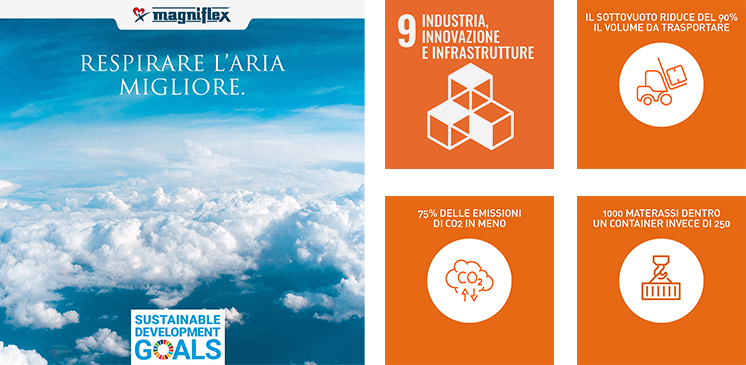 magniflex
RESPIRARE L'ARIA
MIGLIORE.
SUSTAINABLE
DEVELOPMENT
GOALS
9 INDUSTRIA,
INNOVAZIONE
E INFRASTRUTTURE
IL SOTTOVUOTO RIDUCE DEL 90%
IL VOLUME DA TRASPORTARE
75% DELLE EMISSIONI
DI CO2 IN MENO
CO2
1000 MATERASSI DENTRO
UN CONTAINER INVECE DI 250